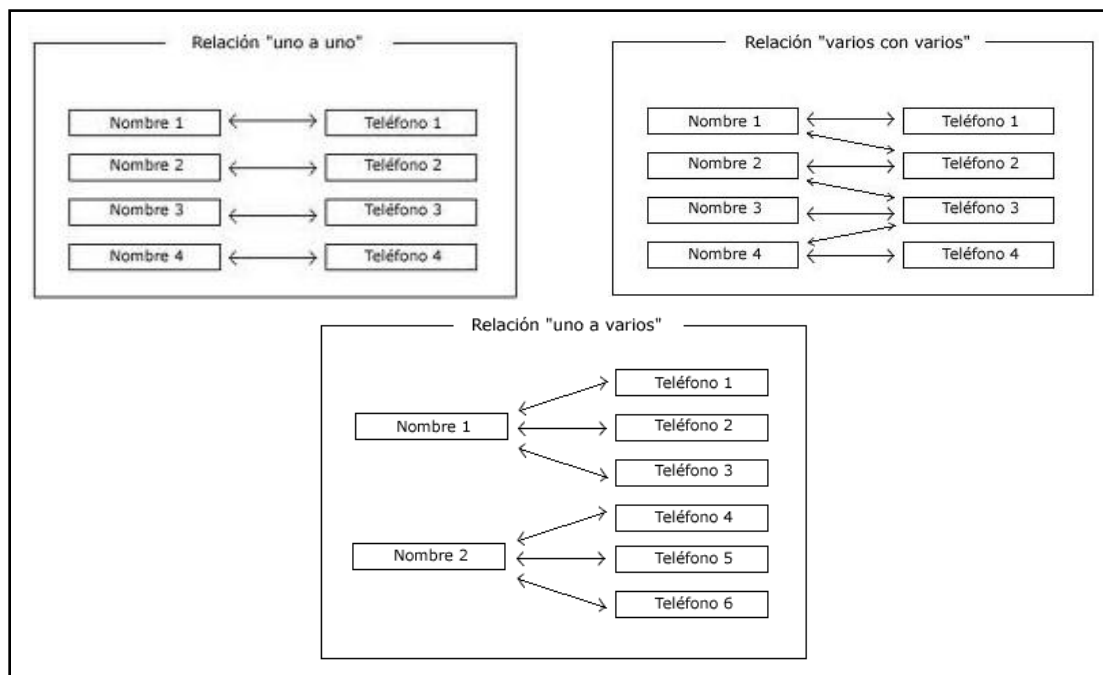 Relación "uno a uno"
Nombre 1
Teléfono 1
Nombre 2
Teléfono 2
Nombre 3
Teléfono 3
Nombre 4
Teléfono 4
Relación "varios con varios"
Nombre 1
Teléfono 1
Nombre 2
Teléfono 2
Nombre 3
Teléfono 3
Nombre 4
Teléfono 4
Relación "uno a varios"
Teléfono 1
Nombre 1
Teléfono 2
Teléfono 3
Teléfono 4
Nombre 2
Teléfono 5
Teléfono 6